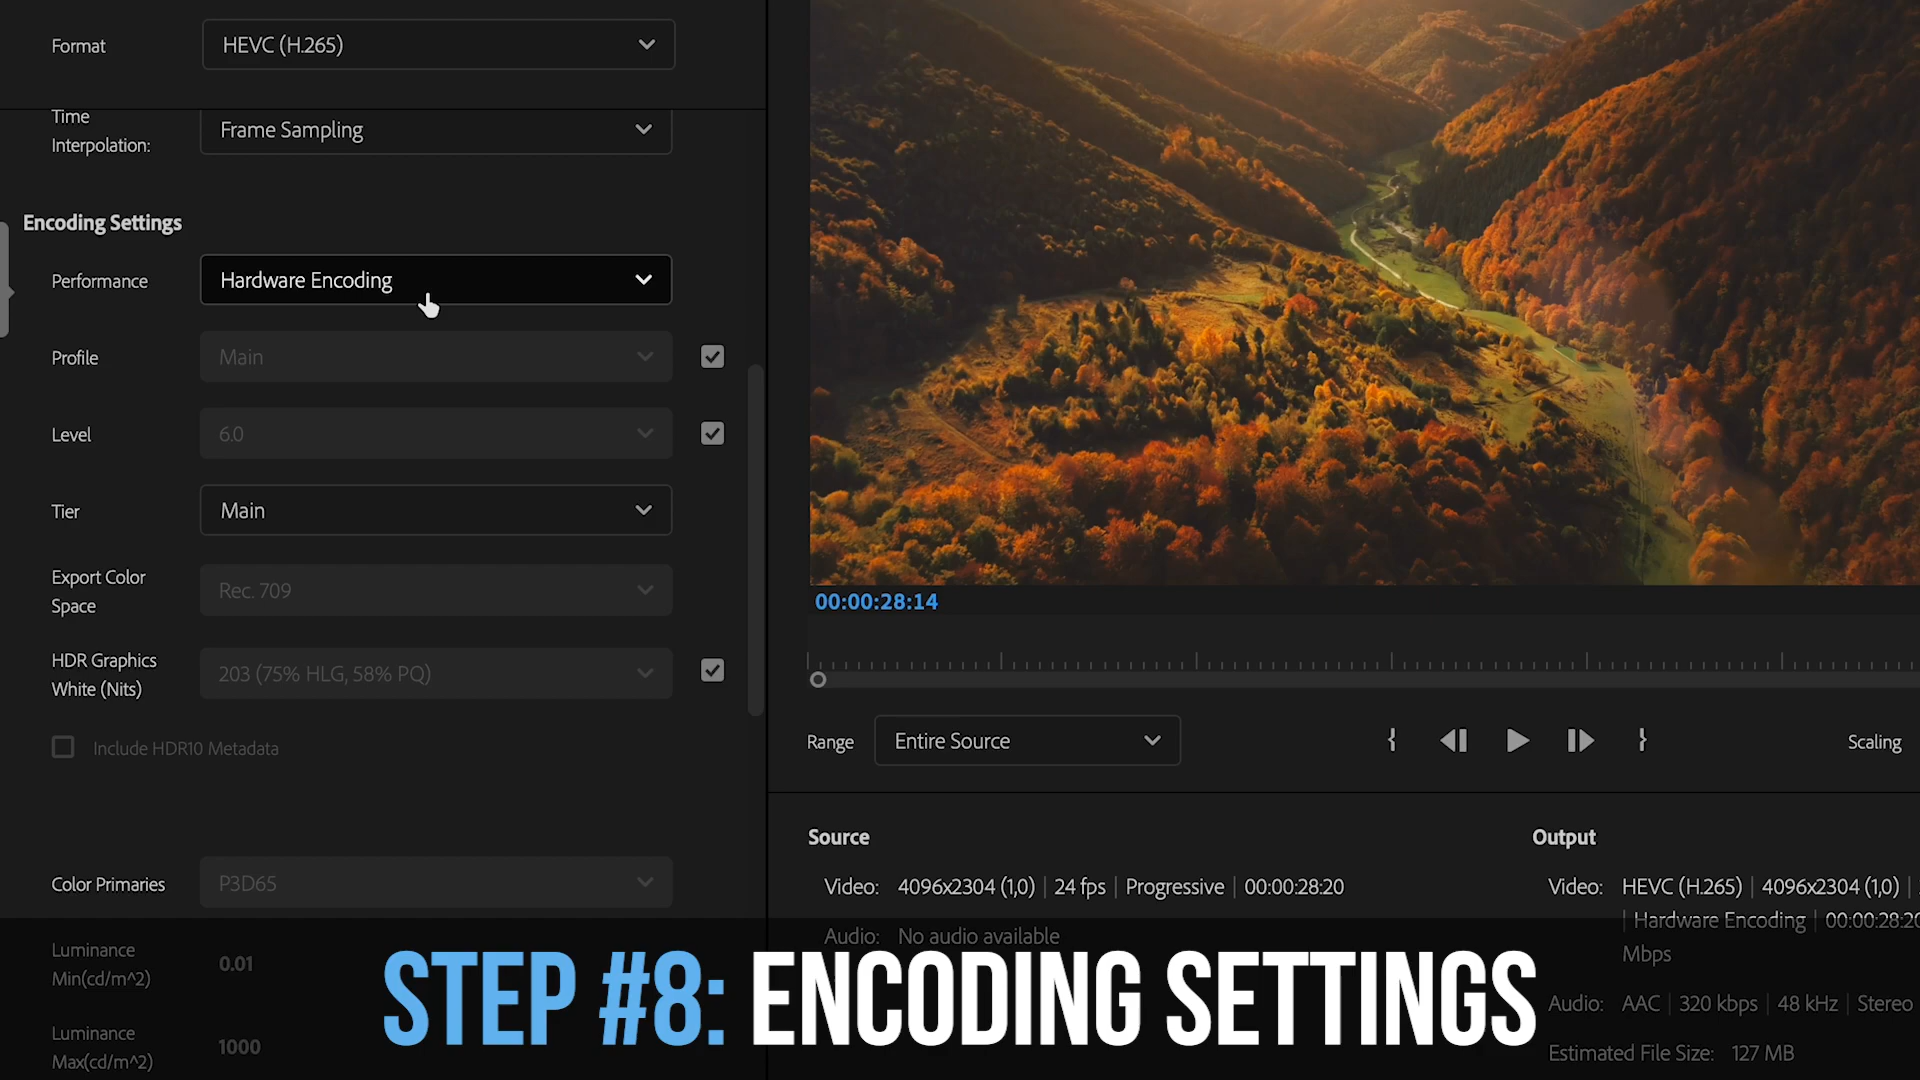 Format
HEVC (H.265)
Time
Interpolation:
Frame Sampling
Encoding Settings
Performance
Hardware Encoding
Profile
Main
Level
6.0
Tier
Main
Export Color
Space
Rec. 709
HDR Graphics
White (Nits)
203 (75% HLG, 58% PQ)
Include HDR10 Metadata
Color Primaries
P3D65
Luminance
Min(cd/m^2)
0.01
Luminance
Max(cd/m^2)
1000
00:00:28:14
Range
Entire Source
Scaling
Source
Video: 4096x2304 (1,0) | 24 fps | Progressive | 00:00:28:20
Audio: No audio available
Output
Video: HEVC (H.265) | 4096x2304 (1,0) |
| Hardware Encoding | 00:00:28:20
Mbps
Audio: AAC | 320 kbps | 48 kHz | Stereo
Estimated File Size: 127 MB
STEP #8: ENCODING SETTINGS